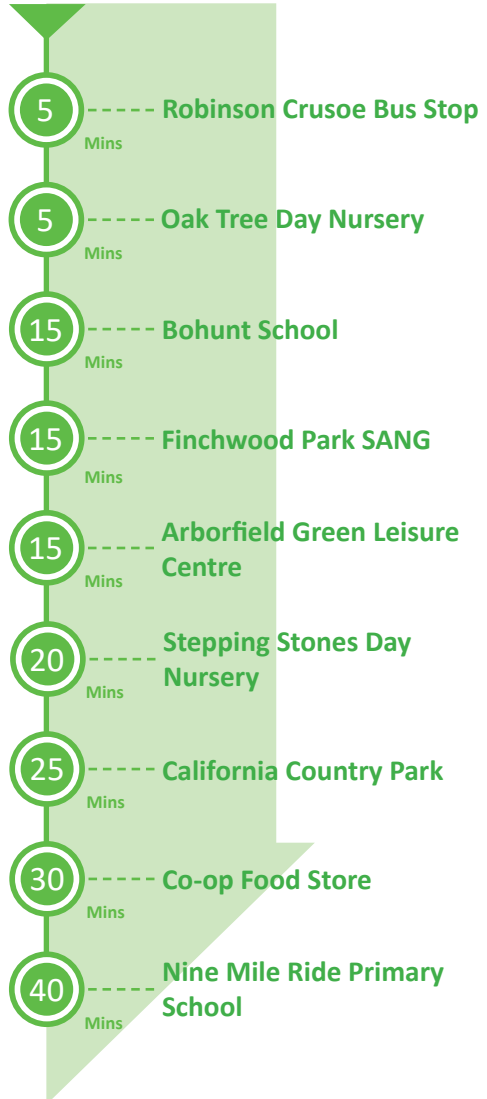 5
Mins
Robinson Crusoe Bus Stop
5
Mins
Oak Tree Day Nursery
15
Mins
Bohunt School
15
Mins
Finchwood Park SANG
15
Mins
Arborfield Green Leisure
Centre
20
Mins
Stepping Stones Day
Nursery
25
Mins
California Country Park
30
Mins
Co-op Food Store
40
Mins
Nine Mile Ride Primary
School